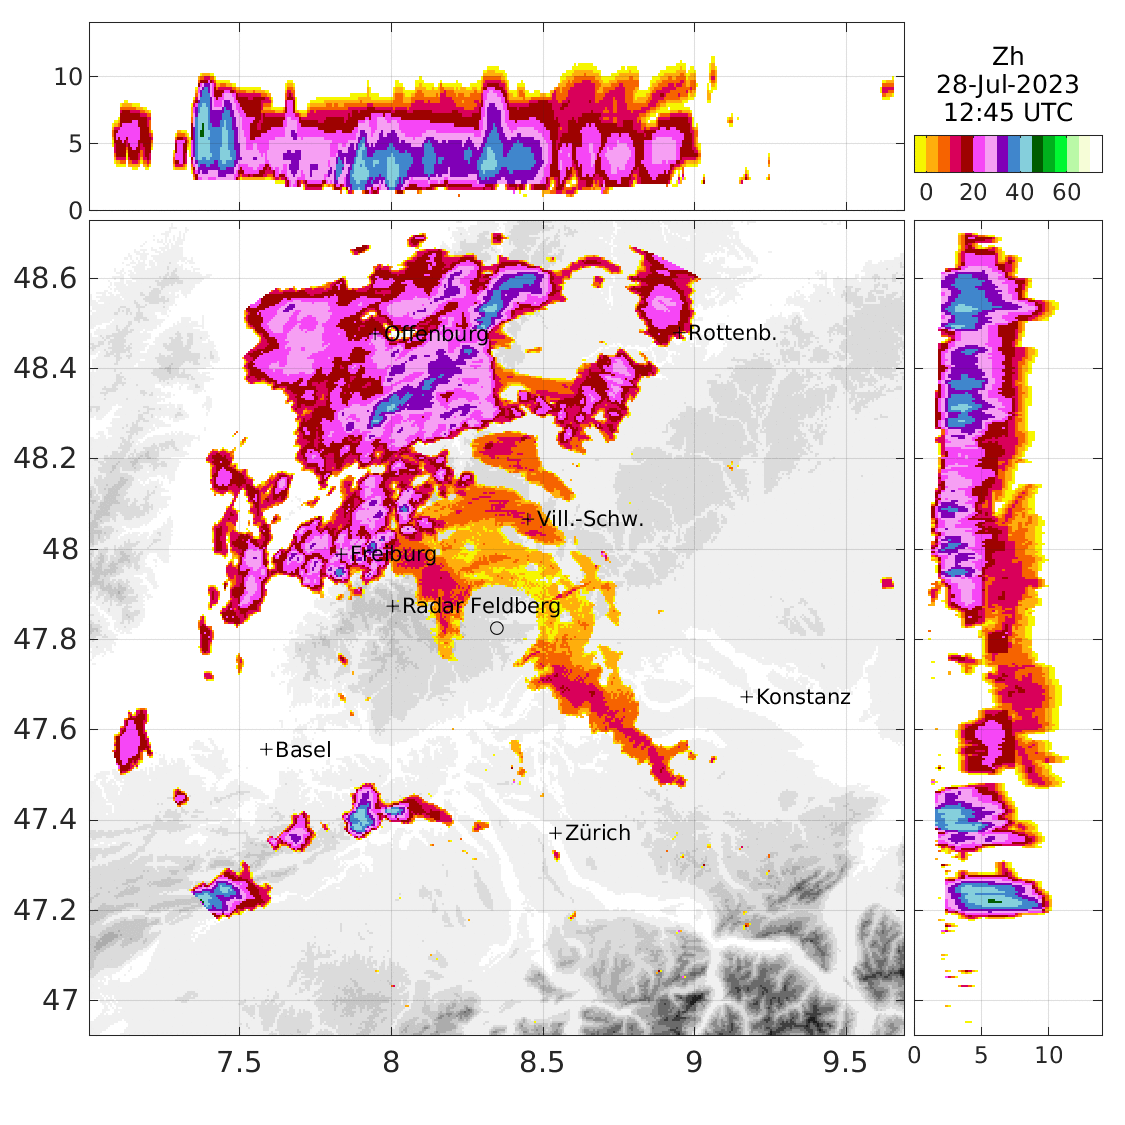 Zh
28-Jul-2023
12:45 UTC
0 20 40 60
10
5
0
48.6
48.4
48.2
48
47.8
47.6
47.4
47.2
47
+Offenburg
+Rottenb.
+Vill.-Schw.
+Freiburg
+Radar Feldberg
+Konstanz
+Basel
+Zürich
7.5 8 8.5 9 9.5
0 5 10